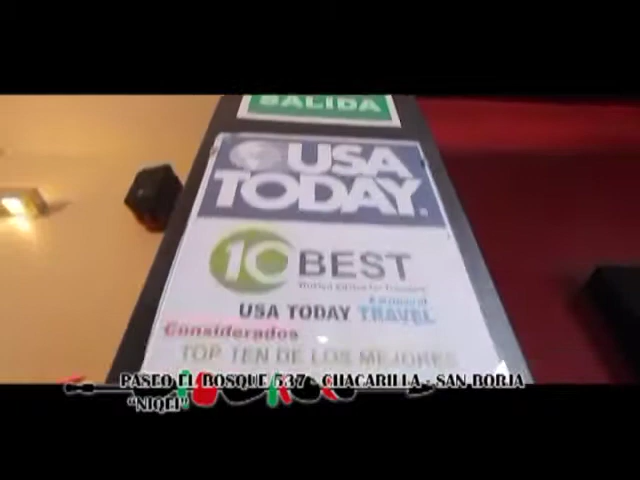 SALIDA
USA
TODAY.
10 BEST
USA TODAY TRAVEL
Considerados
TOP TEN DE LOS MEJORES
PASEO EL BOSQUE 537 - CHACARILLA - SAN BORJA
"NIQEI"